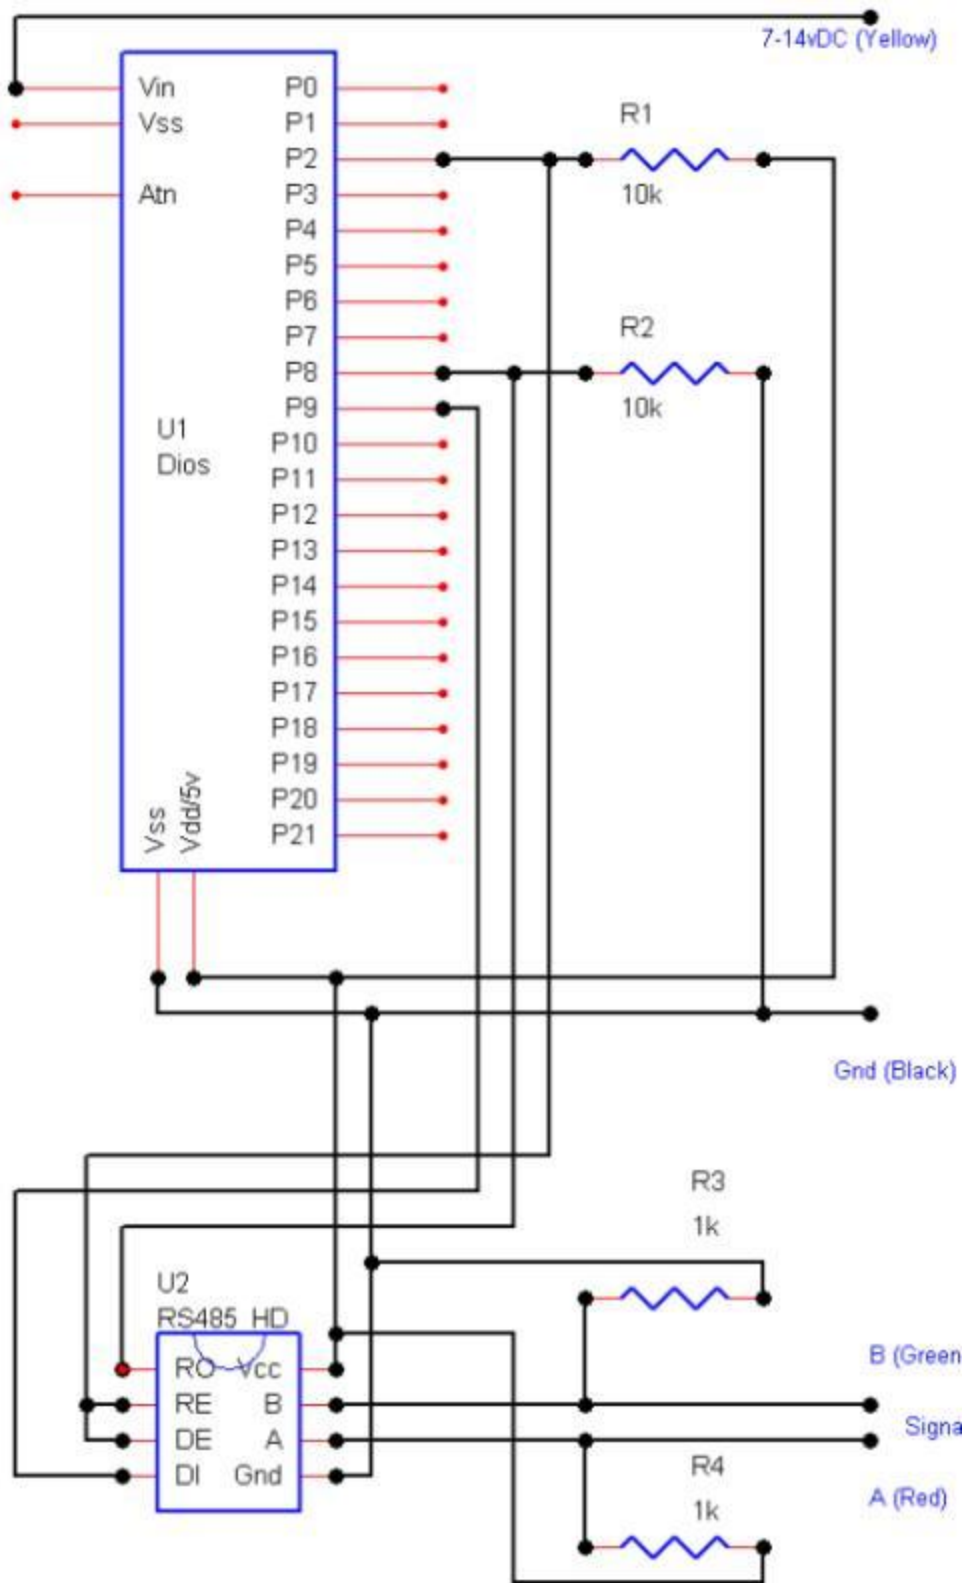 7-14vDC (Yellow)
Vin
Vss
Atn
P0
P1
P2
P3
P4
P5
P6
P7
P8
P9
P10
P11
P12
P13
P14
P15
P16
P17
P18
P19
P20
P21
U1
Dios
Vss
Vdd/5v
R1
10k
R2
10k
Gnd (Black)
R3
1k
U2
RS485 HD
RO Vcc
RE B
DE A
DI Gnd
B (Green
Signa
R4
1k
A (Red)